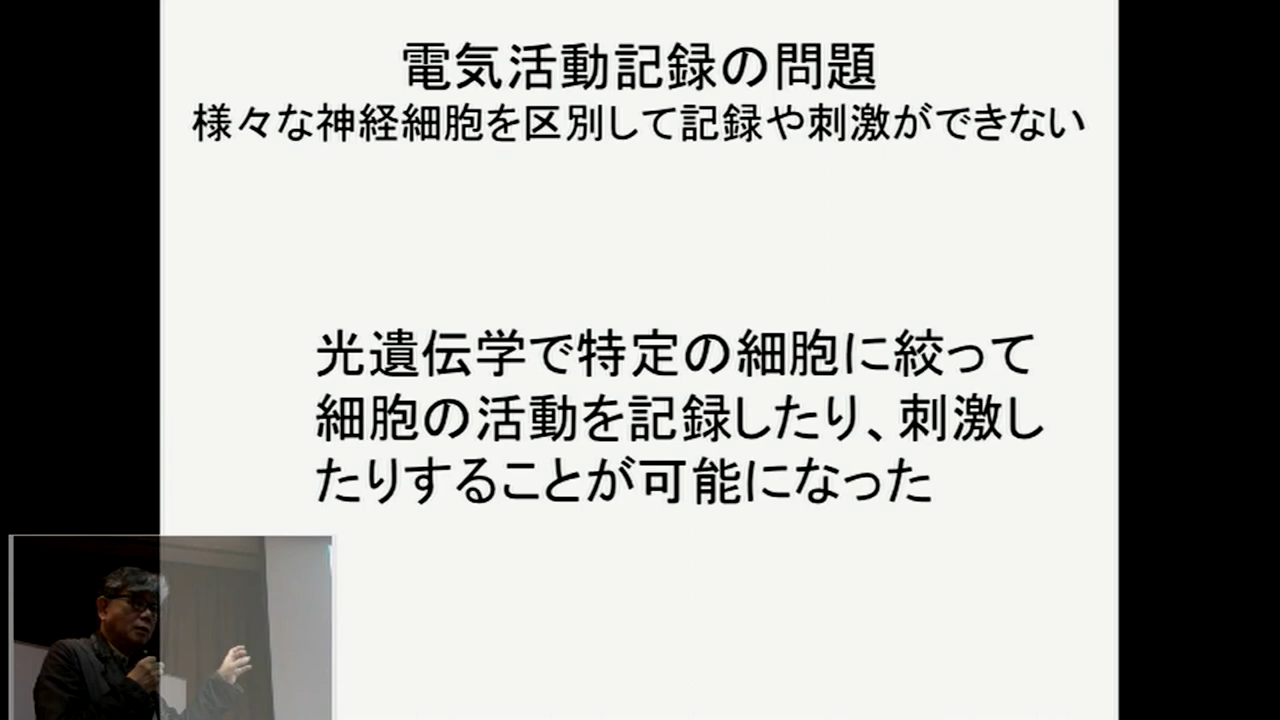 電気活動記録の問題
様々な神経細胞を区別して記録や刺激ができない
光遺伝学で特定の細胞に絞って
細胞の活動を記録したり、刺激し
たりすることが可能になった